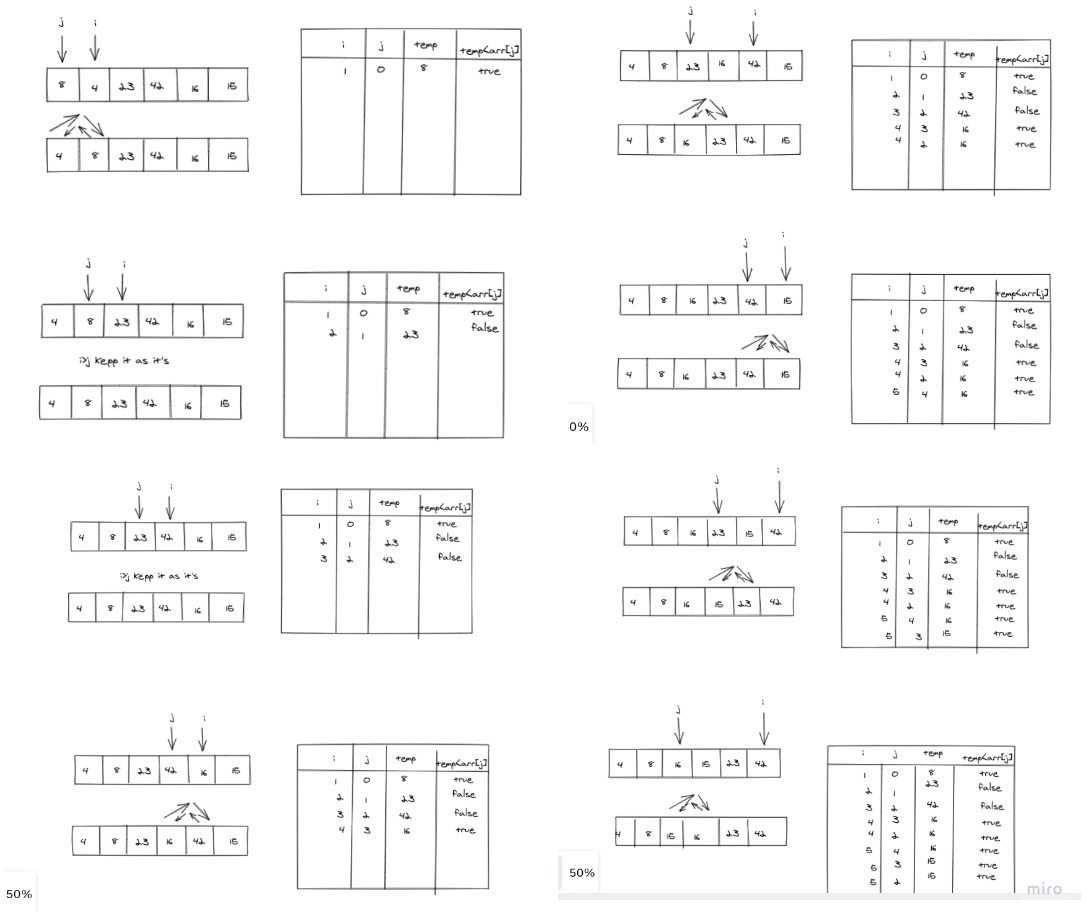 j i
8 4 23 42 16 15
4 8 23 42 16 15
i j temp temp<arr[j]
1 0 8 true
j i
4 8 23 42 16 15
i>j kepp it as it's
4 8 23 42 16 15
i j temp temp<arr[j]
1 0 8 true
2 1 23 false
j i
4 8 23 42 16 15
i>j kepp it as it's
4 8 23 42 16 15
i j temp temp<arr[j]
1 0 8 true
2 1 23 false
3 2 42 false
j i
4 8 23 42 16 15
4 8 23 16 42 15
i j temp temp<arr[j]
1 0 8 true
2 1 23 false
3 2 42 false
4 3 16 true
50%
j i
4 8 23 16 42 15
4 8 16 23 42 15
i j temp temp<arr[j]
1 0 8 true
2 1 23 false
3 2 42 false
4 3 16 true
4 2 16 true
j i
4 8 16 23 42 15
4 8 16 23 42 15
i j temp temp<arr[j]
1 0 8 true
2 1 23 false
3 2 42 false
4 3 16 true
4 2 16 true
5 4 16 true
0%
j i
4 8 16 23 15 42
4 8 16 15 23 42
i j temp temp<arr[j]
1 0 8 true
2 1 23 false
3 2 42 false
4 3 16 true
4 2 16 true
5 4 16 true
5 3 15 true
j i
4 8 16 15 23 42
4 8 15 16 23 42
i j temp temp<arr[j]
1 0 8 true
2 1 23 false
3 2 42 false
4 3 16 true
4 2 16 true
5 4 16 true
5 3 15 true
5 2 15 true
50%
miro